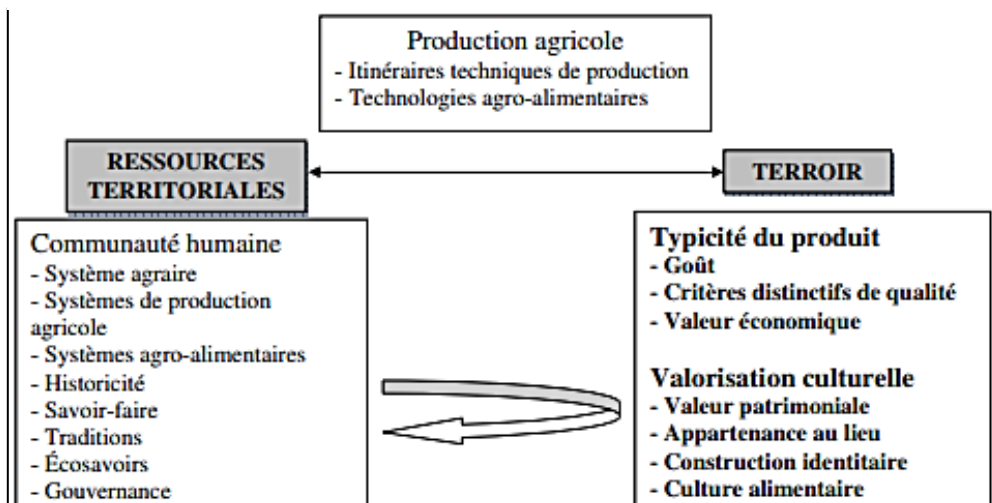 Production agricole
- Itinéraires techniques de production
- Technologies agro-alimentaires
RESSOURCES
TERRITORIALES
TERROIR
Communauté humaine
- Système agraire
- Systèmes de production
agricole
- Systèmes agro-alimentaires
- Historicité
- Savoir-faire
- Traditions
- Écosavoirs
- Gouvernance
Typicité du produit
- Goût
- Critères distinctifs de qualité
- Valeur économique
Valorisation culturelle
- Valeur patrimoniale
- Appartenance au lieu
- Construction identitaire
- Culture alimentaire